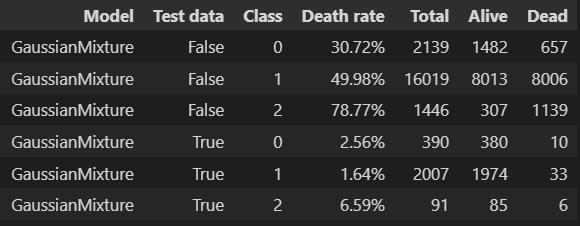 Model Test data Class Death rate Total Alive Dead
GaussianMixture False 0 30.72% 2139 1482 657
GaussianMixture False 1 49.98% 16019 8013 8006
GaussianMixture False 2 78.77% 1446 307 1139
GaussianMixture True 0 2.56% 390 380 10
GaussianMixture True 1 1.64% 2007 1974 33
GaussianMixture True 2 6.59% 91 85 6